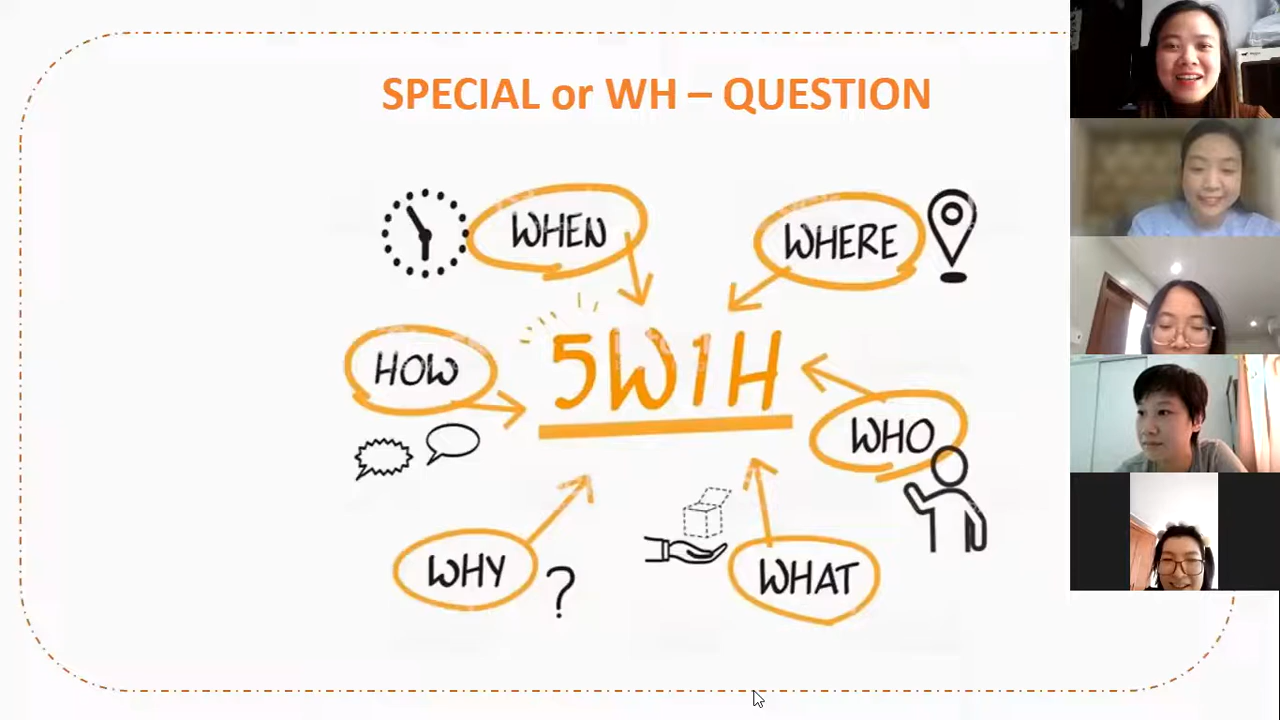 SPECIAL or WH – QUESTION
WHEN
WHERE
5W1H
HOW
WHO
WHY
?
WHAT